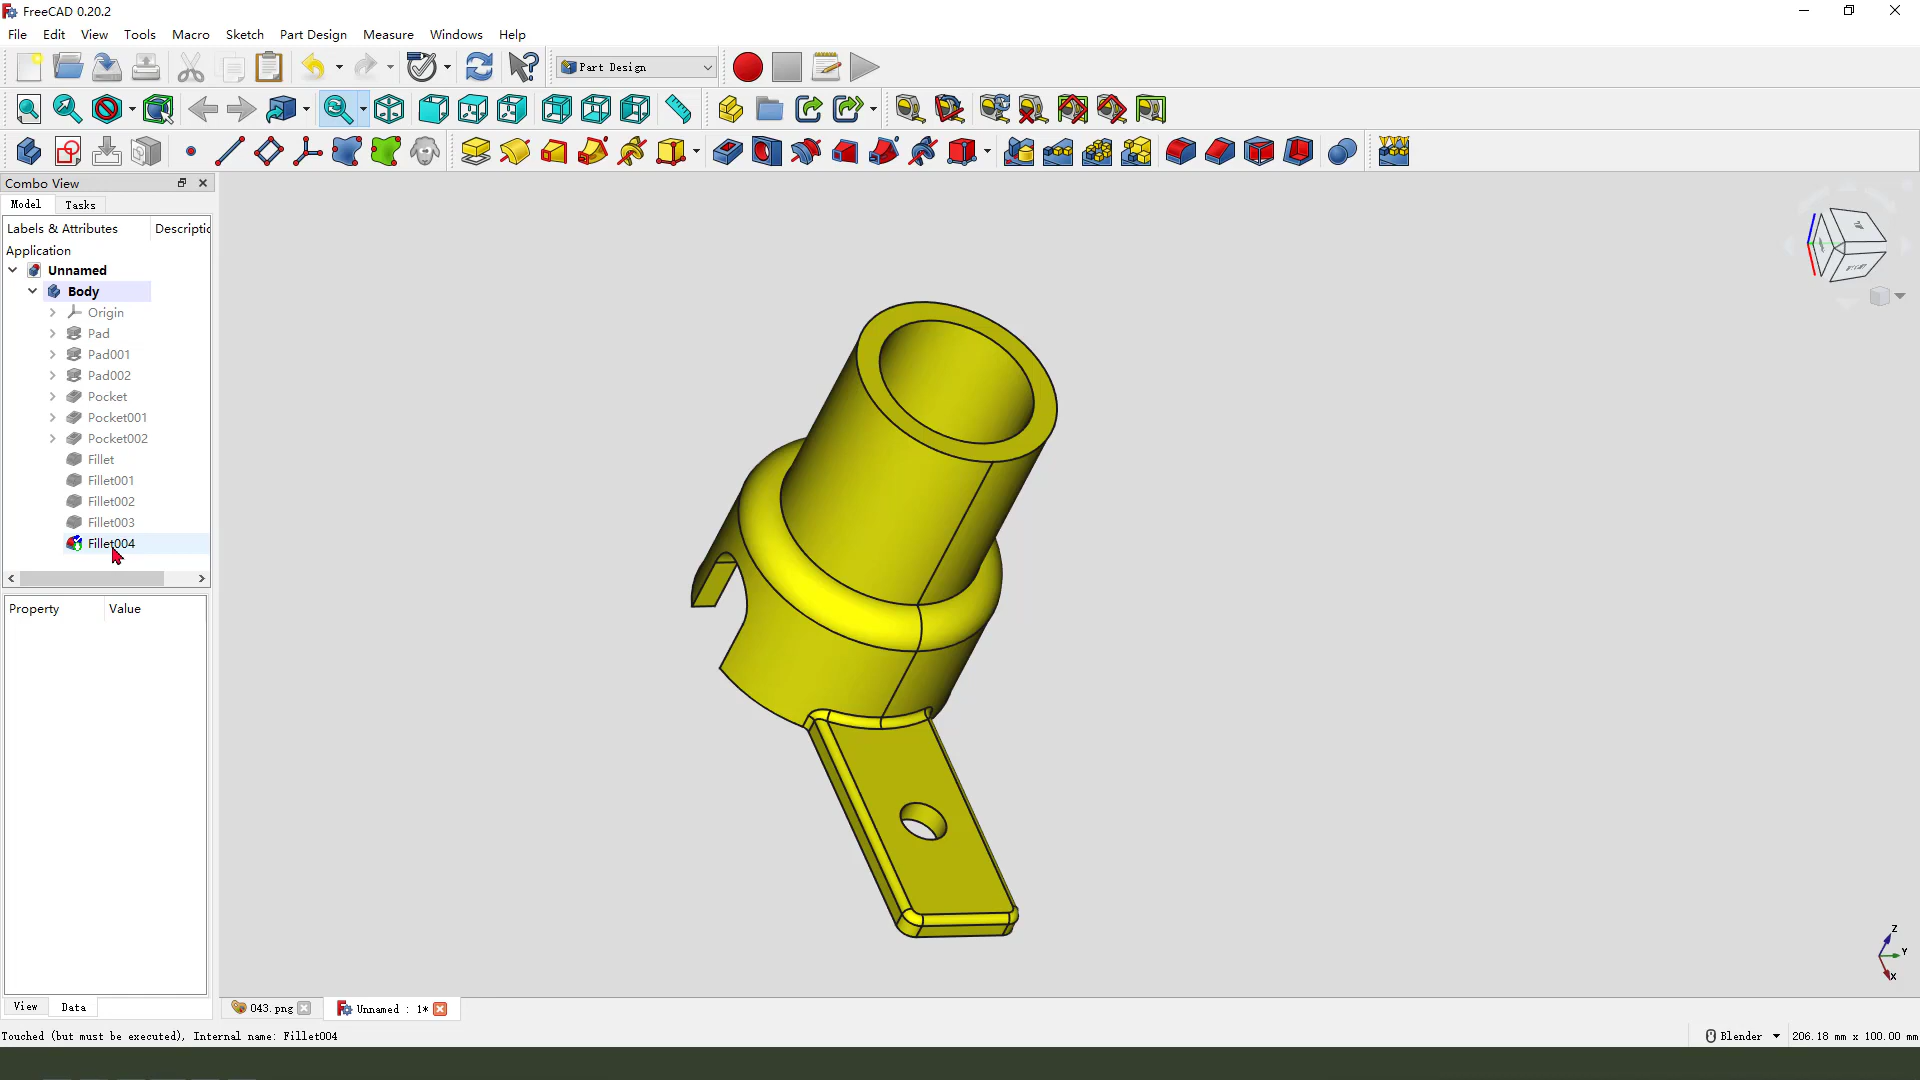 FreeCAD 0.20.2
File Edit View Tools Macro Sketch Part Design Measure Windows Help
Part Design
Combo View
Model Tasks
Labels & Attributes Descriptic
Application
Unnamed
Body
Origin
Pad
Pad001
Pad002
Pocket
Pocket001
Pocket002
Fillet
Fillet001
Fillet002
Fillet003
Fillet004
Property Value
Z
Y
X
View Data
043.png
Unnamed : 1*
Touched (but must be executed), Internal name: Fillet004
Blender 206.18 mm x 100.00 mm